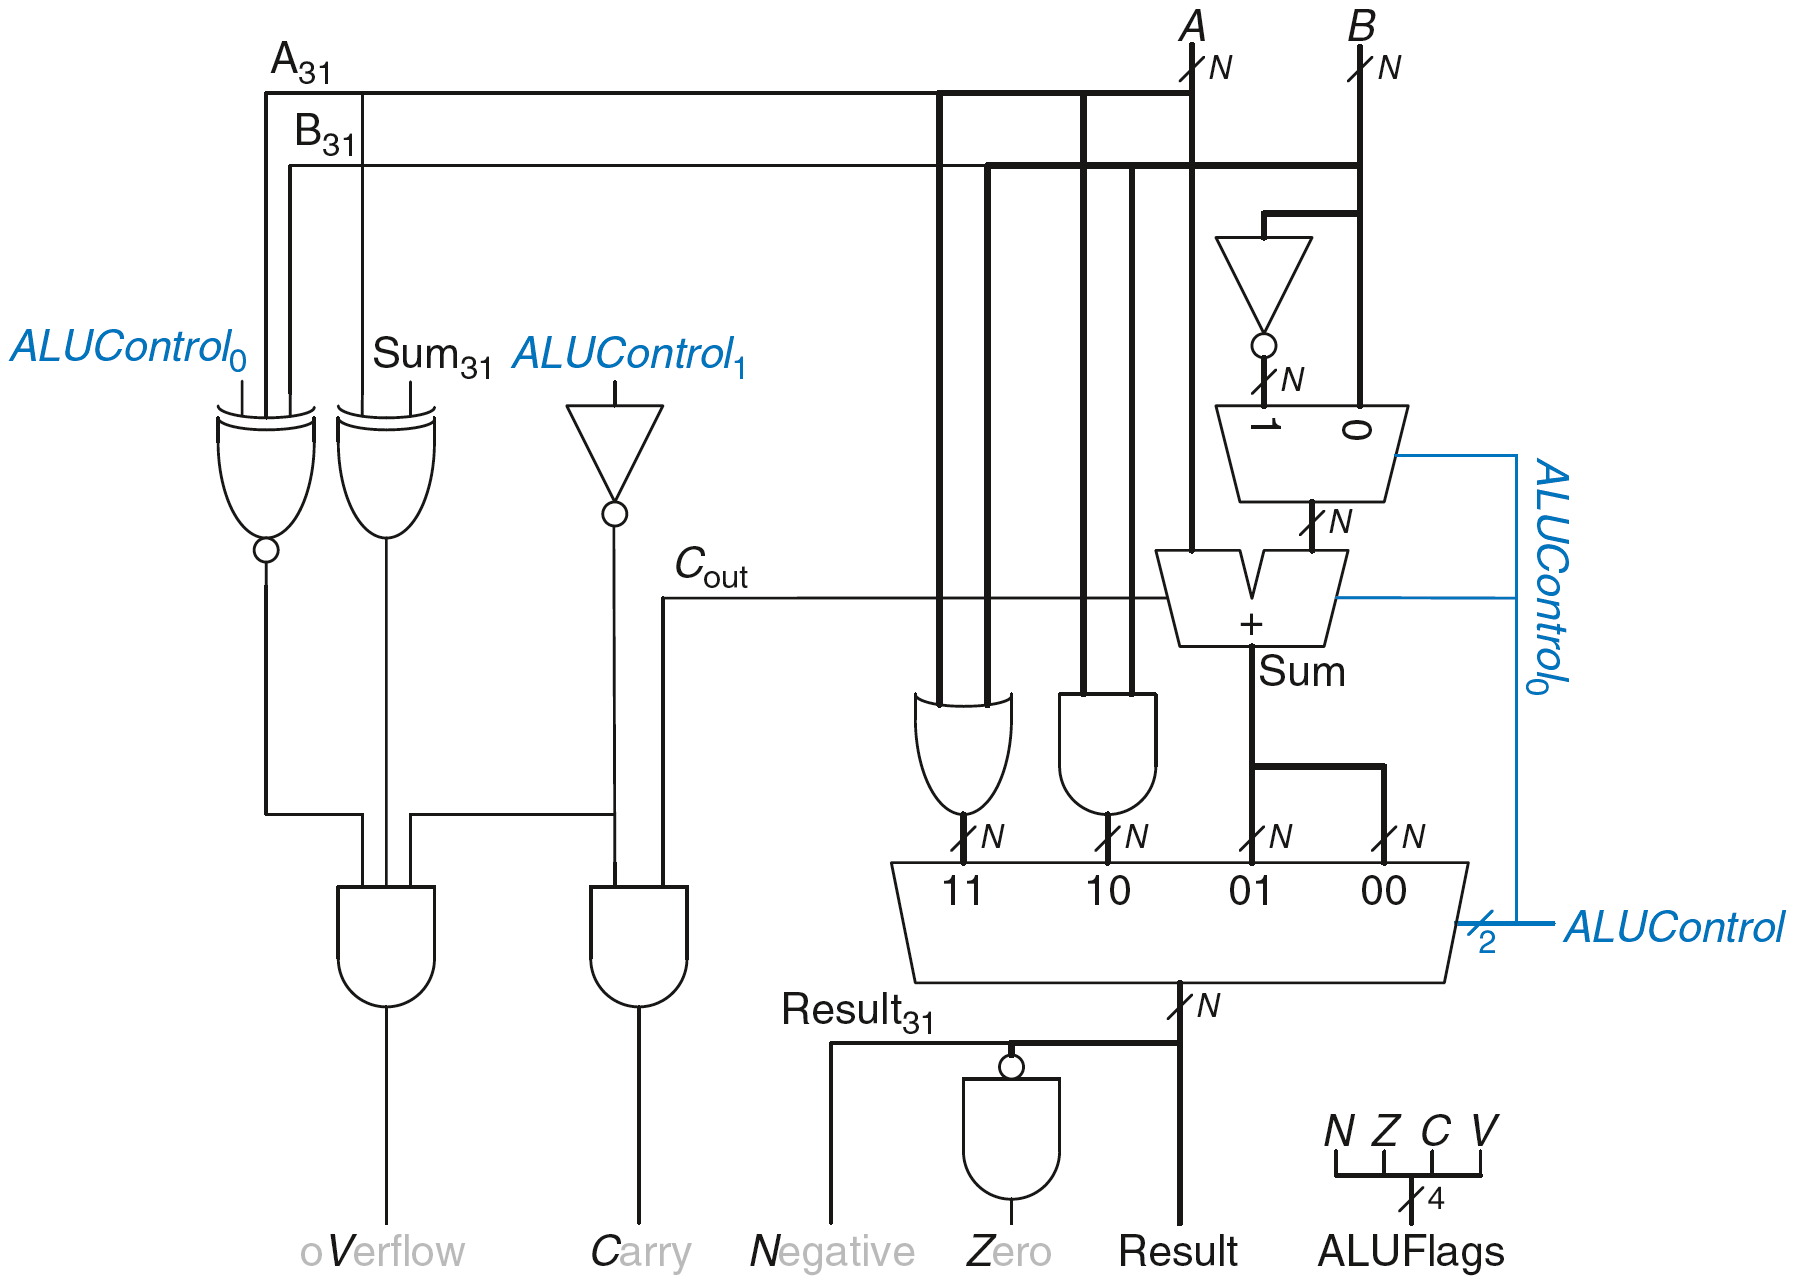 A B
N N
A31
B31
ALUControl0 Sum31 ALUControl1
N
1 0
ALUControl0
N
Cout
+
Sum
N N N N
11 10 01 00
2 ALUControl
Result31 N
N Z C V
4
oVerflow Carry Negative Zero Result ALUFlags